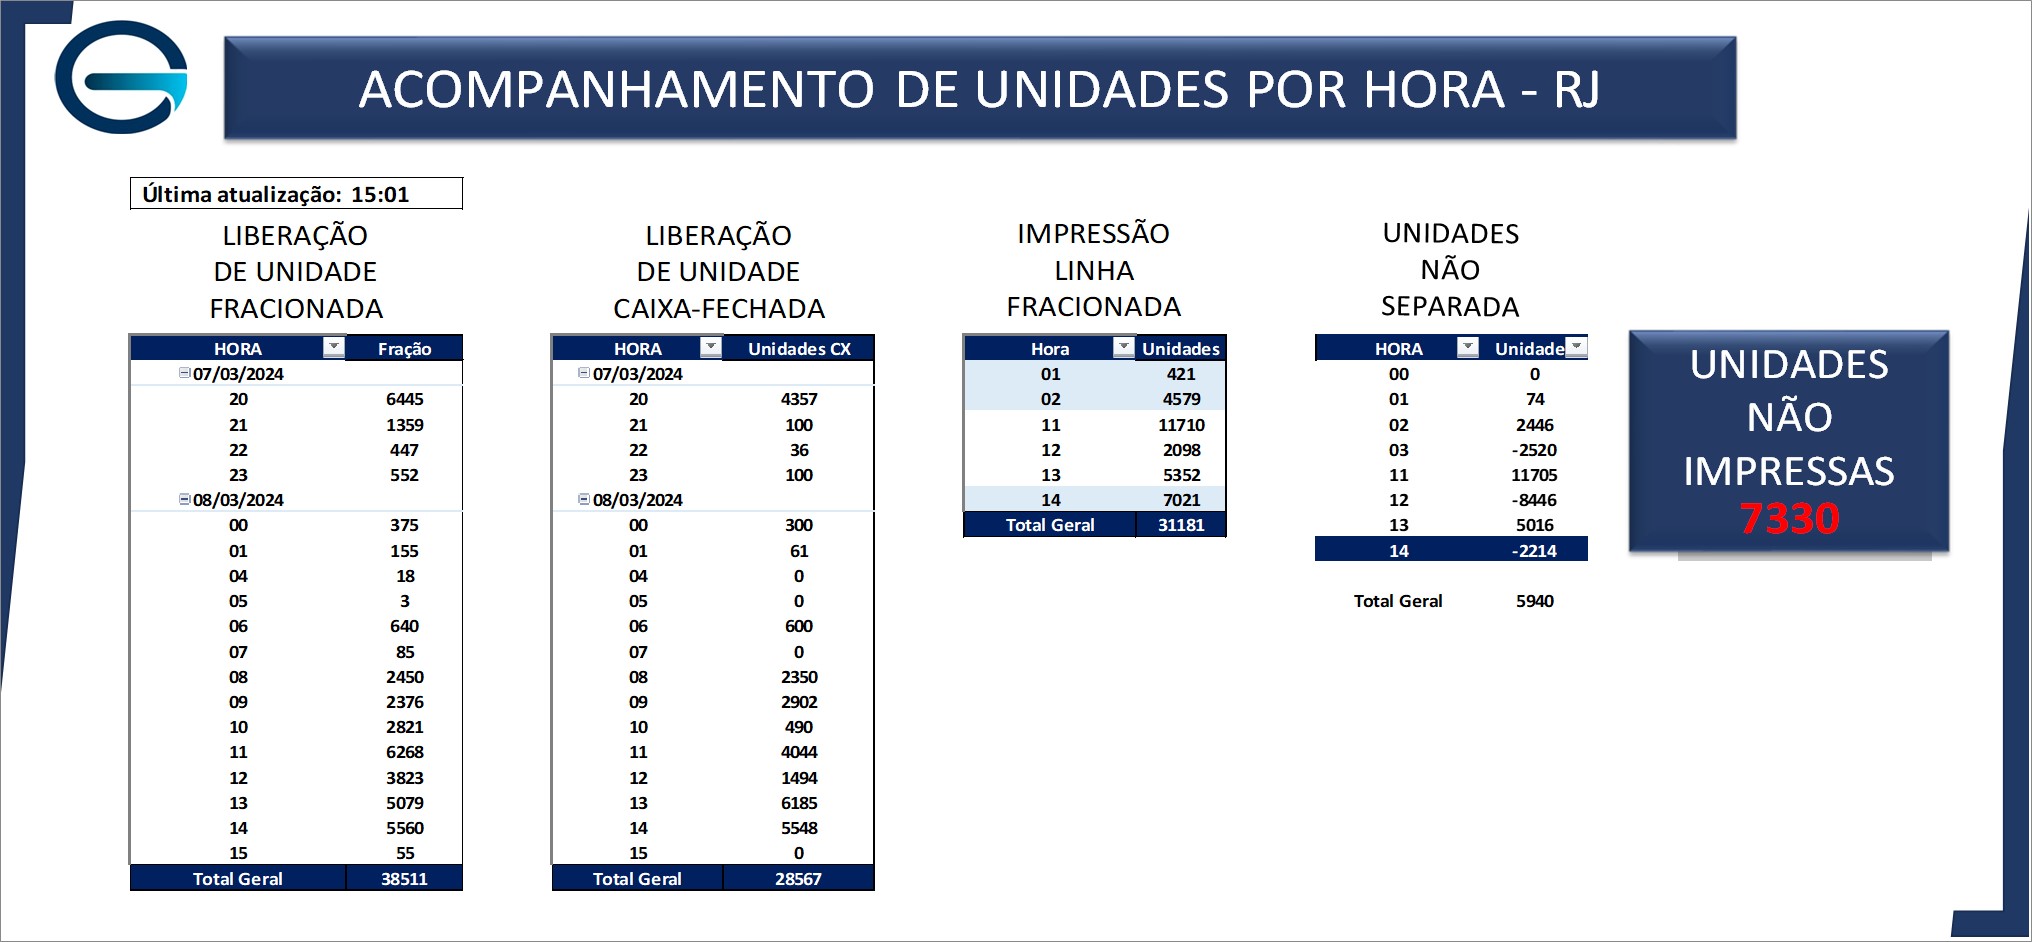 ACOMPANHAMENTO DE UNIDADES POR HORA - RJ
Última atualização: 15:01
LIBERAÇÃO
DE UNIDADE
FRACIONADA
HORA Fração
07/03/2024
20 6445
21 1359
22 447
23 552
08/03/2024
00 375
01 155
04 18
05 3
06 640
07 85
08 2450
09 2376
10 2821
11 6268
12 3823
13 5079
14 5560
15 55
Total Geral 38511
LIBERAÇÃO
DE UNIDADE
CAIXA-FECHADA
HORA Unidades CX
07/03/2024
20 4357
21 100
22 36
23 100
08/03/2024
00 300
01 61
04 0
05 0
06 600
07 0
08 2350
09 2902
10 490
11 4044
12 1494
13 6185
14 5548
15 0
Total Geral 28567
IMPRESSÃO
LINHA
FRACIONADA
Hora Unidades
01 421
02 4579
11 11710
12 2098
13 5352
14 7021
Total Geral 31181
UNIDADES
NÃO
SEPARADA
HORA Unidade
00 0
01 74
02 2446
03 -2520
11 11705
12 -8446
13 5016
14 -2214
Total Geral 5940
UNIDADES
NÃO
IMPRESSAS
7330